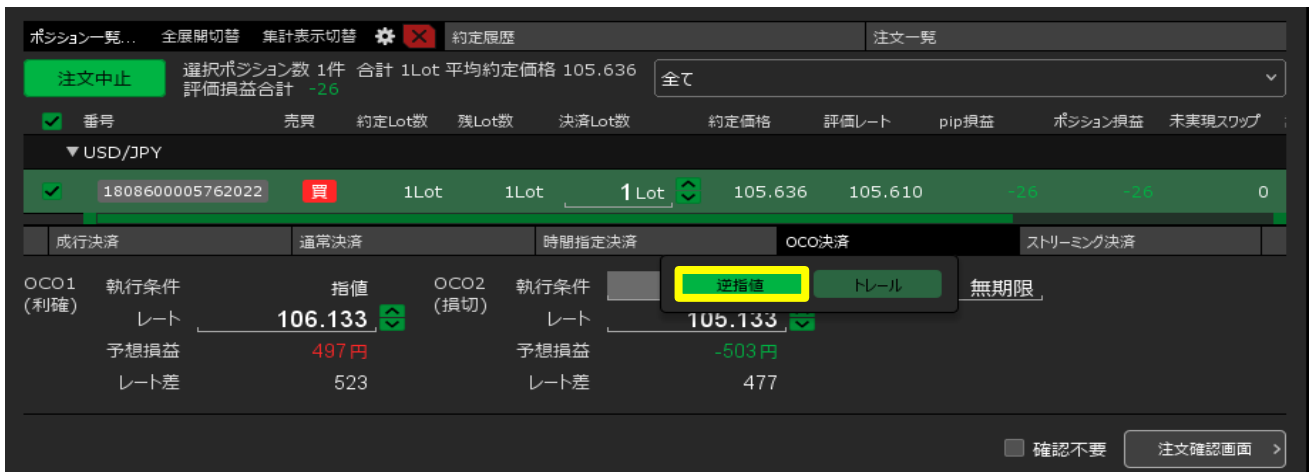 ポジション一覧... 全展開切替 集計表示切替 約定履歴 注文一覧
注文中止 選択ポジション数 1件 合計 1Lot 平均約定価格 105.636 全て
評価損益合計 -26
番号 売買 約定Lot数 残Lot数 決済Lot数 約定価格 評価レート pip損益 ポジション損益 未実現スワップ
▼USD/JPY
1808600005762022 買 1Lot 1Lot 1 Lot 105.636 105.610 -26 -26 0
成行決済 通常決済 時間指定決済 OCO決済 ストリーミング決済
OCO1 執行条件 指値 OCO2 執行条件 逆指値 トレール 無期限
(利確) レート 106.133 (損切) レート 105.133
予想損益 497円 予想損益 -503円
レート差 523 レート差 477
確認不要 注文確認画面 >